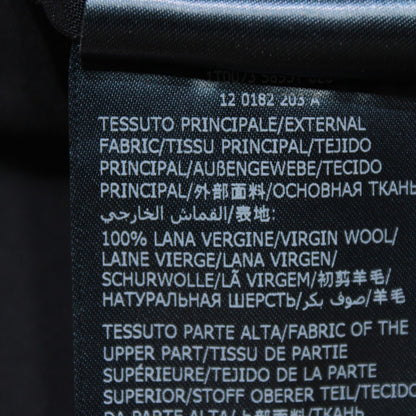 12 0182 203 A
TESSUTO PRINCIPALE/EXTERNAL
FABRIC/TISSU PRINCIPAL/TEJIDO
PRINCIPAL/AUßENGEWEBE/TECIDO
PRINCIPAL/外部面料/ОСНОВНАЯ ТКАНЬ
القماش الخارجي/表地:
100% LANA VERGINE/VIRGIN WOOL/
LAINE VIERGE/LANA VIRGEN/
SCHURWOLLE/LÃ VIRGEM/初剪羊毛/
НАТУРАЛЬНАЯ ШЕРСТЬ/صوف بكر/羊毛
TESSUTO PARTE ALTA/FABRIC OF THE
UPPER PART/TISSU DE PARTIE
SUPÉRIEURE/TEJIDO DE LA PARTE
SUPERIOR/STOFF OBERER TEIL/TECIDO
DA PARTE ALTA/